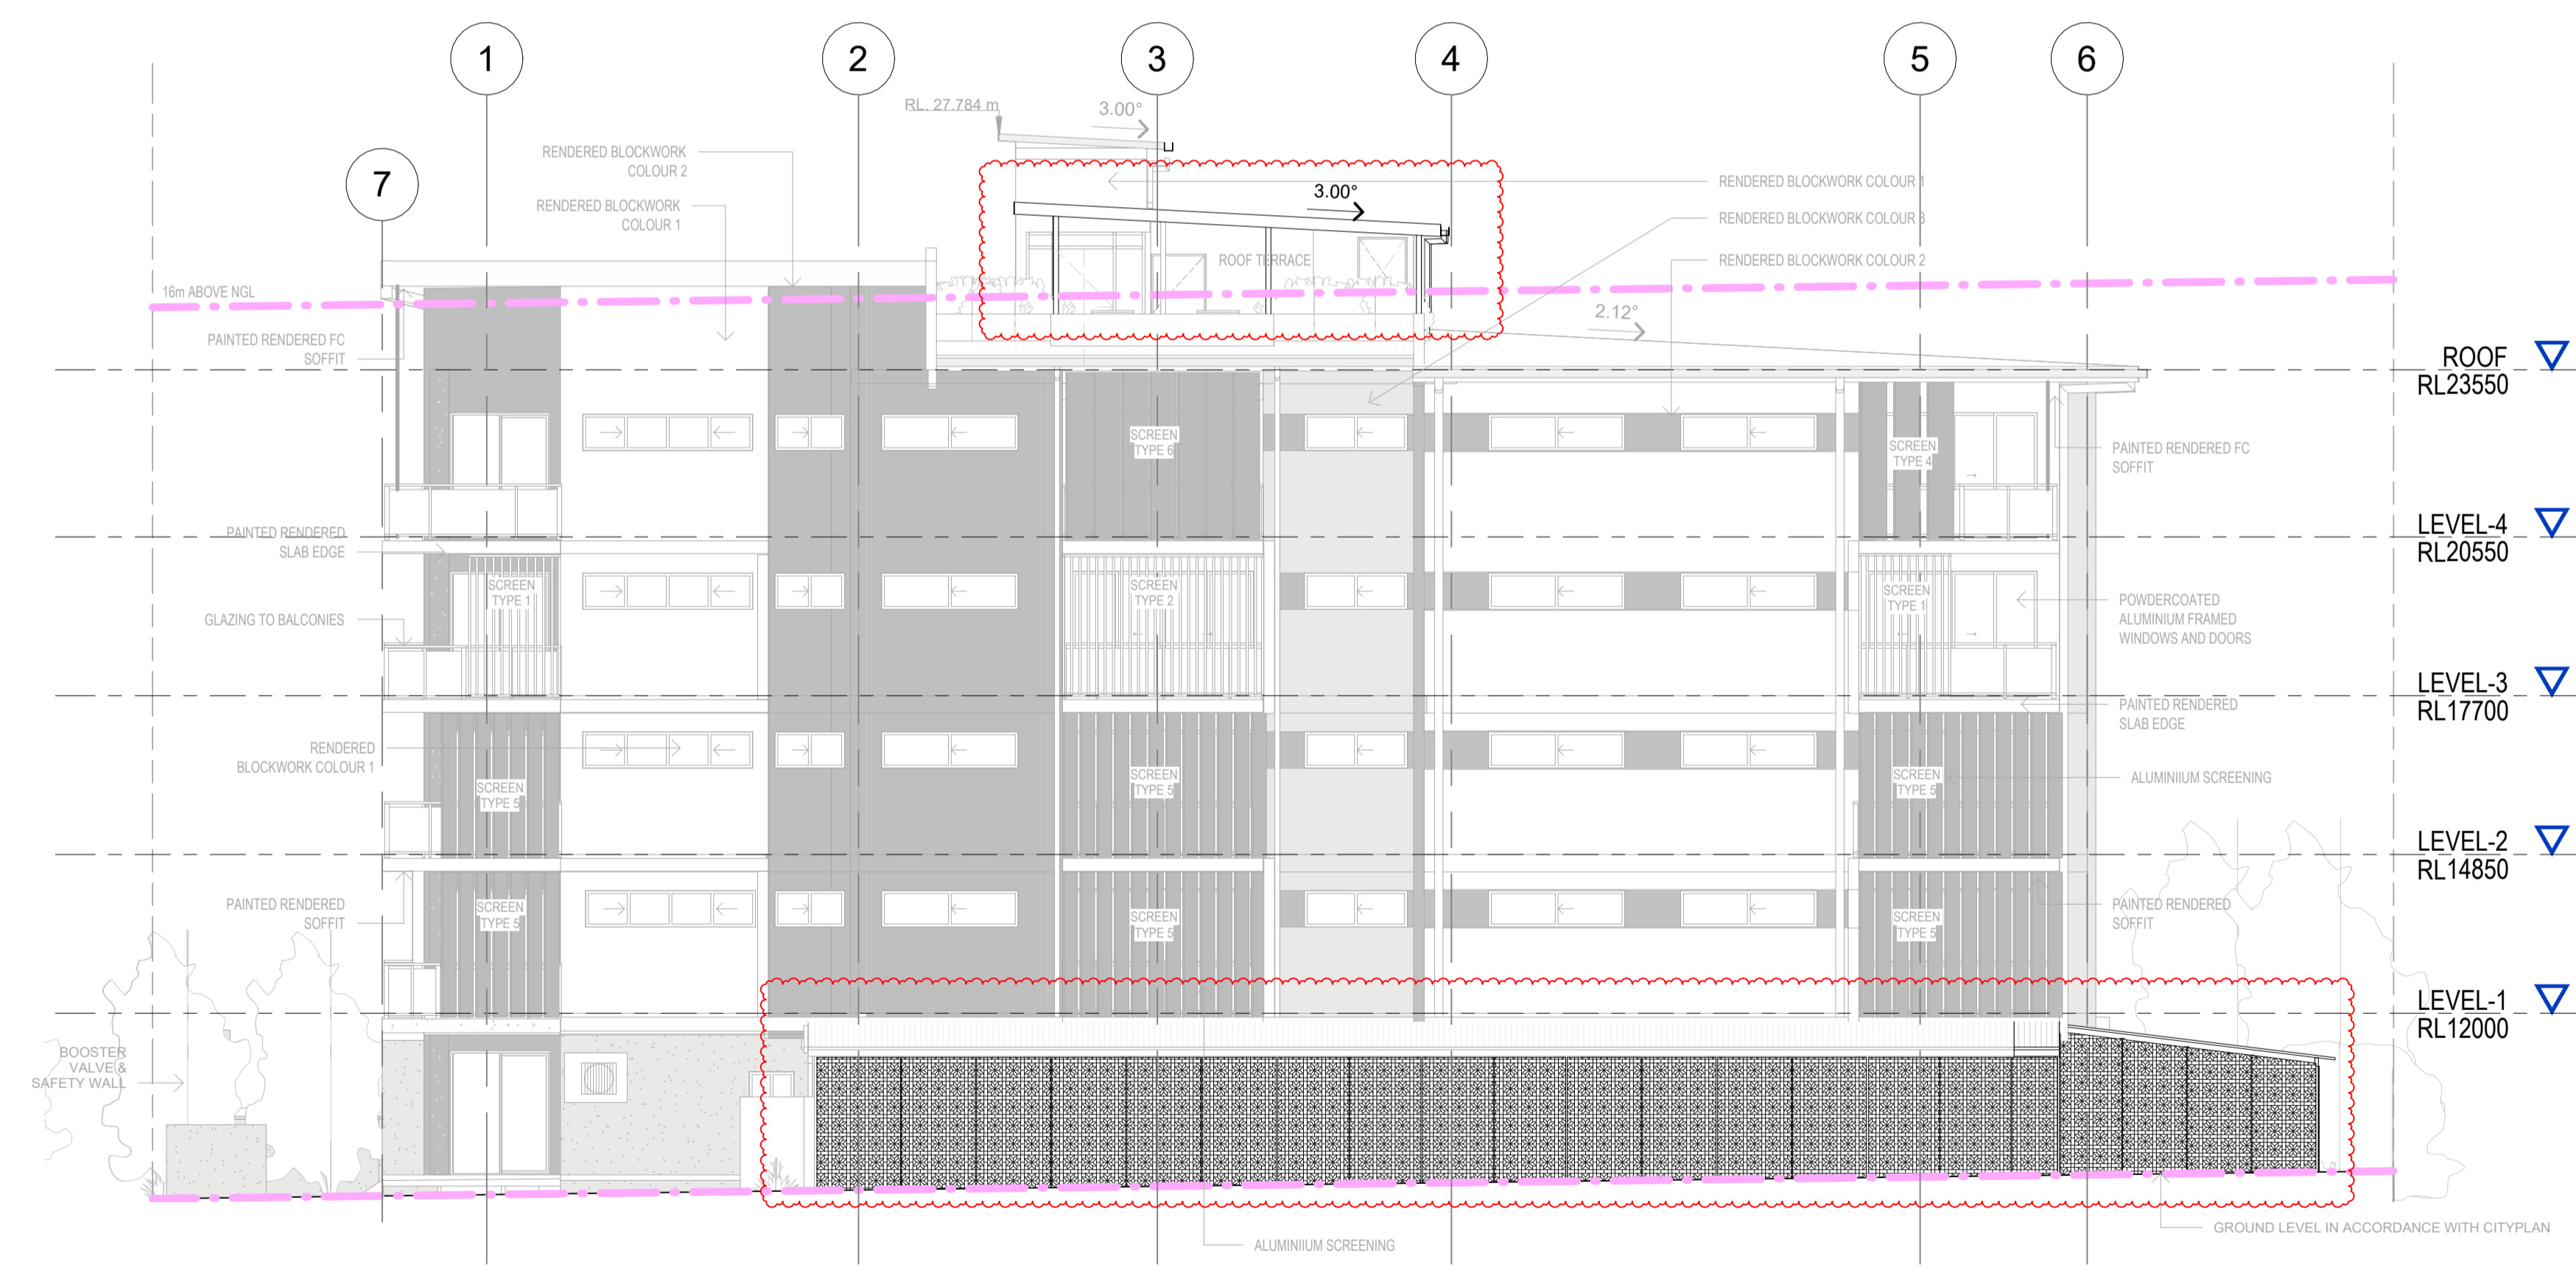 1
2
3
4
5
6
7
RL. 27.784 m
3.00°
RENDERED BLOCKWORK
COLOUR 2
RENDERED BLOCKWORK
COLOUR 1
3.00°
RENDERED BLOCKWORK COLOUR 1
RENDERED BLOCKWORK COLOUR 3
RENDERED BLOCKWORK COLOUR 2
ROOF TERRACE
16m ABOVE NGL
2.12°
PAINTED RENDERED FC
SOFFIT
ROOF
RL23550
SCREEN
TYPE 6
SCREEN
TYPE 4
PAINTED RENDERED FC
SOFFIT
PAINTED RENDERED
SLAB EDGE
LEVEL-4
RL20550
SCREEN
TYPE 1
SCREEN
TYPE 2
SCREEN
TYPE 1
GLAZING TO BALCONIES
POWDERCOATED
ALUMINIUM FRAMED
WINDOWS AND DOORS
LEVEL-3
RL17700
PAINTED RENDERED
SLAB EDGE
RENDERED
BLOCKWORK COLOUR 1
SCREEN
TYPE 5
SCREEN
TYPE 5
SCREEN
TYPE 5
ALUMINIIUM SCREENING
LEVEL-2
RL14850
PAINTED RENDERED
SOFFIT
SCREEN
TYPE 5
SCREEN
TYPE 5
SCREEN
TYPE 5
PAINTED RENDERED
SOFFIT
LEVEL-1
RL12000
BOOSTER
VALVE &
SAFETY WALL
GROUND LEVEL IN ACCORDANCE WITH CITYPLAN
ALUMINIIUM SCREENING